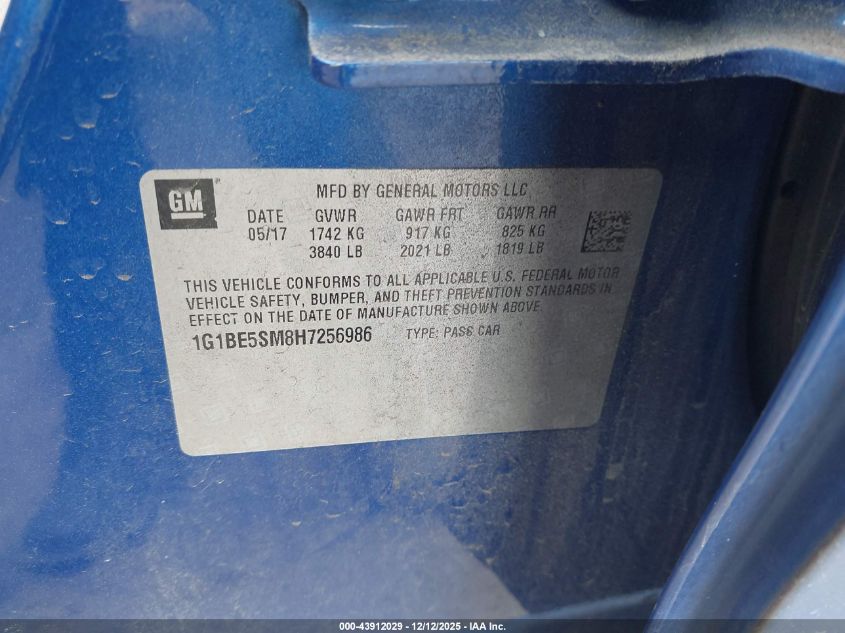 GM
MFD BY GENERAL MOTORS LLC
DATE GVWR GAWR FRT GAWR RR
05/17 1742 KG 917 KG 825 KG
3840 LB 2021 LB 1819 LB
THIS VEHICLE CONFORMS TO ALL APPLICABLE U.S. FEDERAL MOTOR
VEHICLE SAFETY, BUMPER, AND THEFT PREVENTION STANDARDS IN
EFFECT ON THE DATE OF MANUFACTURE SHOWN ABOVE.
1G1BE5SM8H7256986 TYPE: PASS CAR
000-43912029 - 12/12/2025 - IAA Inc.